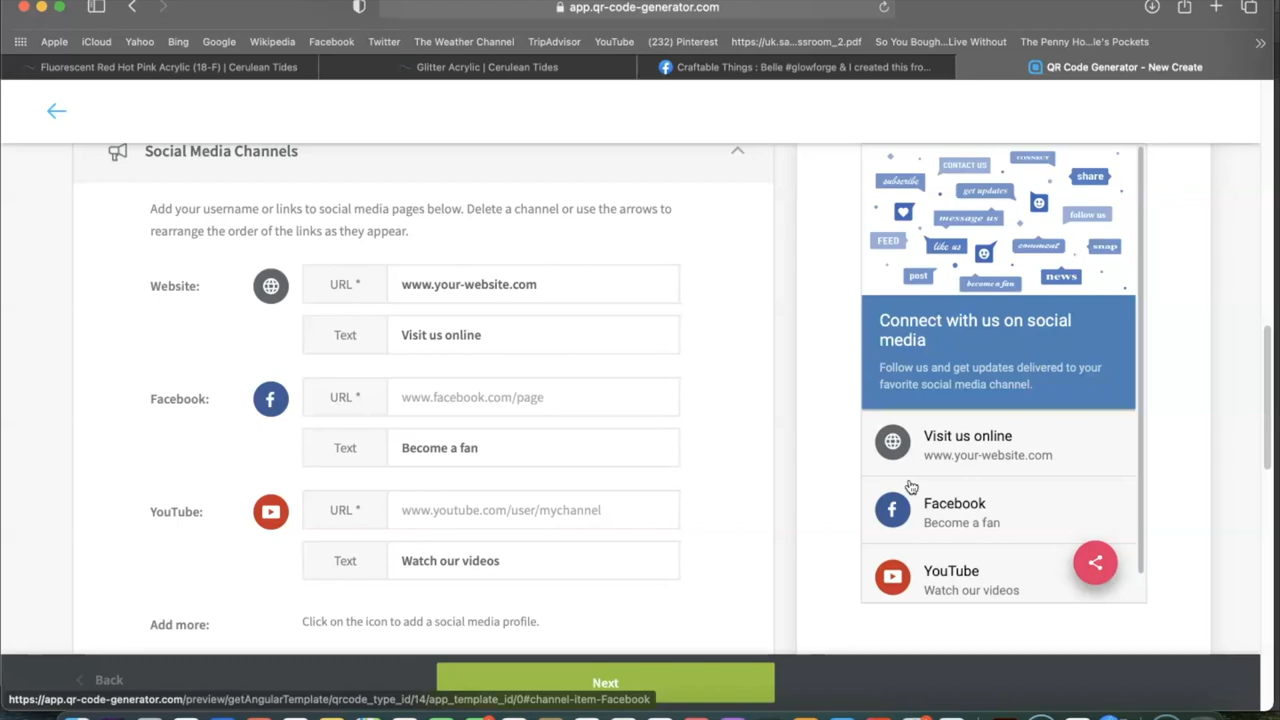 app.qr-code-generator.com
Apple iCloud Yahoo Bing Google Wikipedia Facebook Twitter The Weather Channel TripAdvisor YouTube (232) Pinterest https://uk.sa...ssroom_2.pdf So You Bough...Live Without The Penny Ho...le's Pockets
Fluorescent Red Hot Pink Acrylic (18-F) | Cerulean Tides
Glitter Acrylic | Cerulean Tides
Craftable Things : Belle #glowforge & I created this fro...
QR Code Generator - New Create
Social Media Channels
Add your username or links to social media pages below. Delete a channel or use the arrows to
rearrange the order of the links as they appear.
Website:
URL * www.your-website.com
Text Visit us online
Facebook:
URL * www.facebook.com/page
Text Become a fan
YouTube:
URL * www.youtube.com/user/mychannel
Text Watch our videos
Add more:
Click on the icon to add a social media profile.
CONTACT US
CONNECT
subscribe
get updates
share
message us
follow us
FEED
like us
comment
snap
post
become a fan
news
Connect with us on social
media
Follow us and get updates delivered to your
favorite social media channel.
Visit us online
www.your-website.com
Facebook
Become a fan
YouTube
Watch our videos
Back
Next
https://app.qr-code-generator.com/preview/getAngularTemplate/qrcode_type_id/14/app_template_id/0#channel-item-Facebook